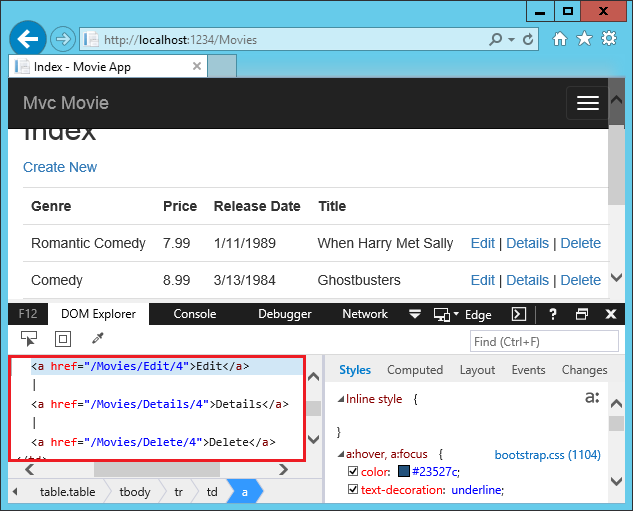 http://localhost:1234/Movies
Index - Movie App
Mvc Movie
Index
Create New
Genre Price Release Date Title
Romantic Comedy 7.99 1/11/1989 When Harry Met Sally Edit | Details | Delete
Comedy 8.99 3/13/1984 Ghostbusters Edit | Details | Delete
F12 DOM Explorer Console Debugger Network Edge ?
Find (Ctrl+F)
<a href="/Movies/Edit/4">Edit</a>
|
<a href="/Movies/Details/4">Details</a>
|
<a href="/Movies/Delete/4">Delete</a>
</td>
table.table tbody tr td a
Styles Computed Layout Events Changes
Inline style {
a:
}
a:hover, a:focus { bootstrap.css (1104)
color: #23527c;
text-decoration: underline;